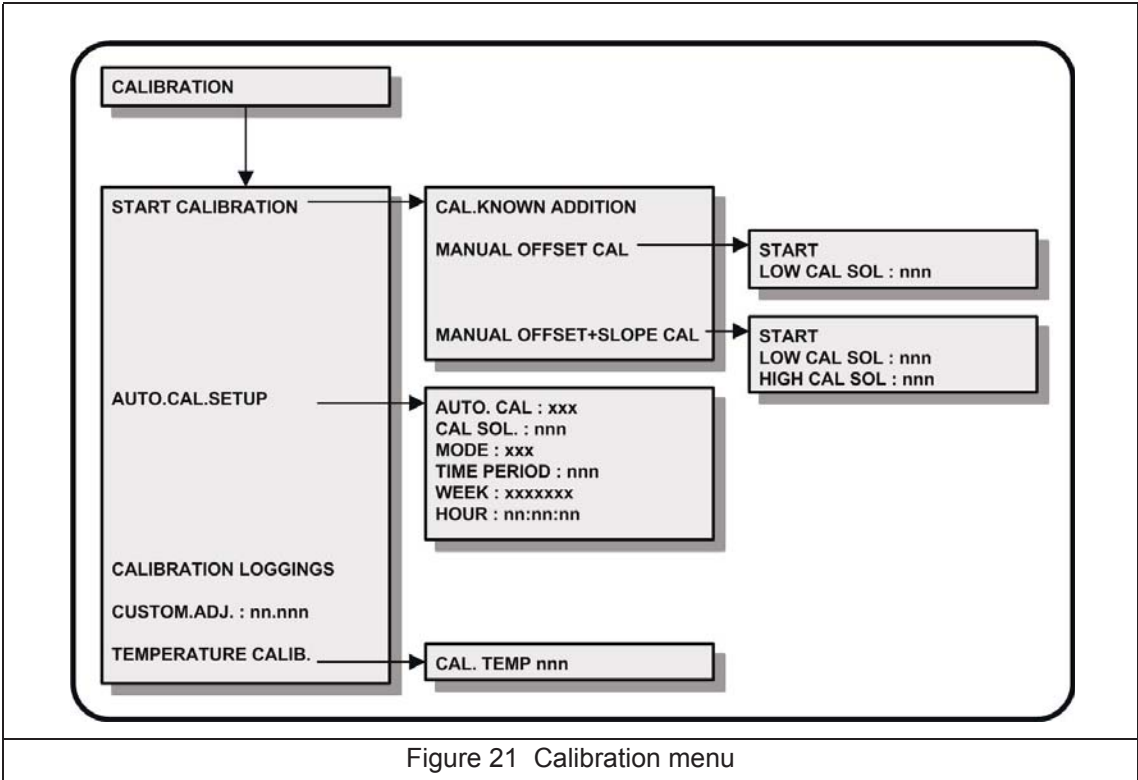 CALIBRATION
START CALIBRATION
CAL.KNOWN ADDITION
MANUAL OFFSET CAL
START
LOW CAL SOL : nnn
MANUAL OFFSET+SLOPE CAL
START
LOW CAL SOL : nnn
HIGH CAL SOL : nnn
AUTO.CAL.SETUP
AUTO. CAL : xxx
CAL SOL. : nnn
MODE : xxx
TIME PERIOD : nnn
WEEK : xxxxxxx
HOUR : nn:nn:nn
CALIBRATION LOGGINGS
CUSTOM.ADJ. : nn.nnn
TEMPERATURE CALIB.
CAL. TEMP nnn
Figure 21 Calibration menu